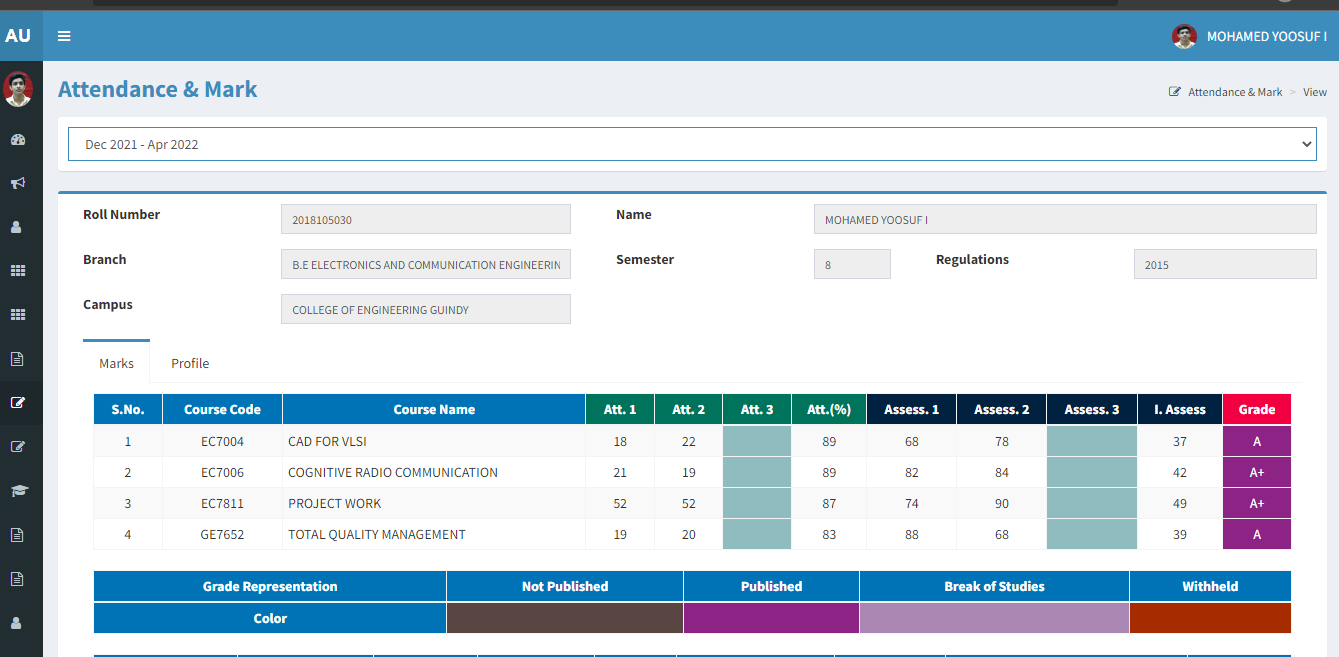 AU
MOHAMED YOOSUF I
Attendance & Mark
Attendance & Mark > View
Dec 2021 - Apr 2022
Roll Number 2018105030 Name MOHAMED YOOSUF I
Branch B.E ELECTRONICS AND COMMUNICATION ENGINEERIN Semester 8 Regulations 2015
Campus COLLEGE OF ENGINEERING GUINDY
Marks Profile
S.No. Course Code Course Name Att. 1 Att. 2 Att. 3 Att.(%) Assess. 1 Assess. 2 Assess. 3 I. Assess Grade
1 EC7004 CAD FOR VLSI 18 22 89 68 78 37 A
2 EC7006 COGNITIVE RADIO COMMUNICATION 21 19 89 82 84 42 A+
3 EC7811 PROJECT WORK 52 52 87 74 90 49 A+
4 GE7652 TOTAL QUALITY MANAGEMENT 19 20 83 88 68 39 A
Grade Representation Not Published Published Break of Studies Withheld
Color